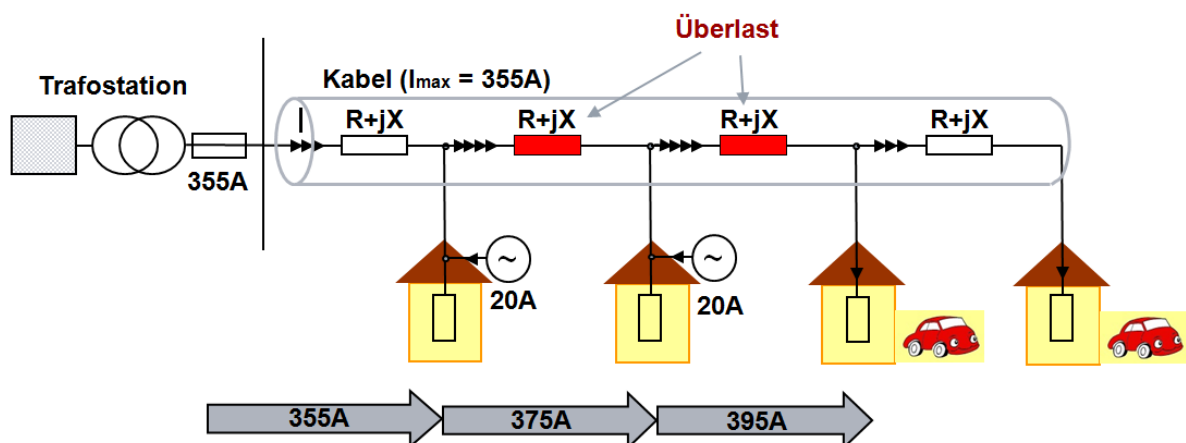 Überlast
Trafostation
Kabel (Imax = 355A)
I
R+jX
R+jX
R+jX
R+jX
355A
~
~
20A
20A
355A
375A
395A